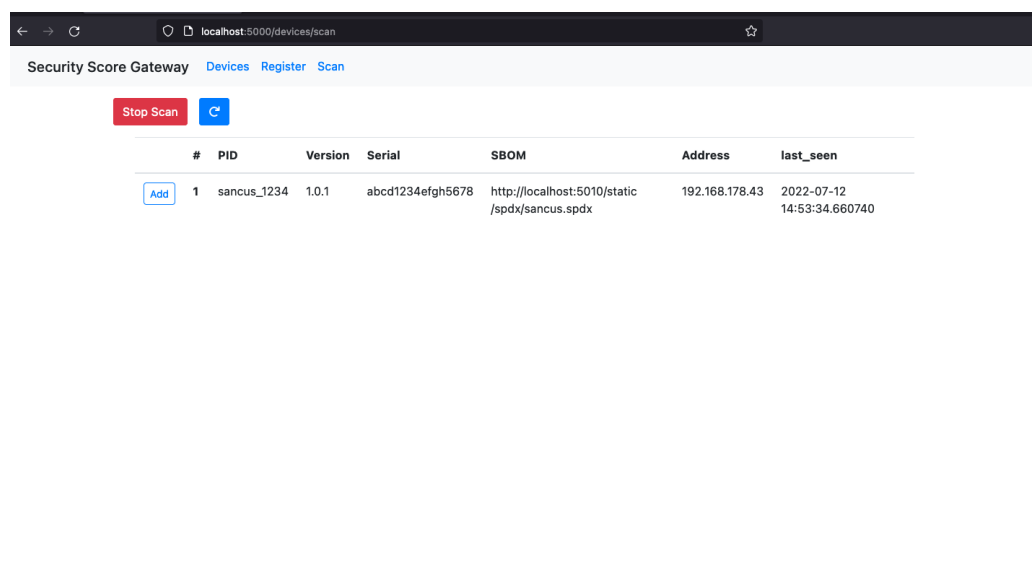 localhost:5000/devices/scan
Security Score Gateway Devices Register Scan
Stop Scan
# PID Version Serial SBOM Address last_seen
Add 1 sancus_1234 1.0.1 abcd1234efgh5678 http://localhost:5010/static 192.168.178.43 2022-07-12
/spdx/sancus.spdx 14:53:34.660740